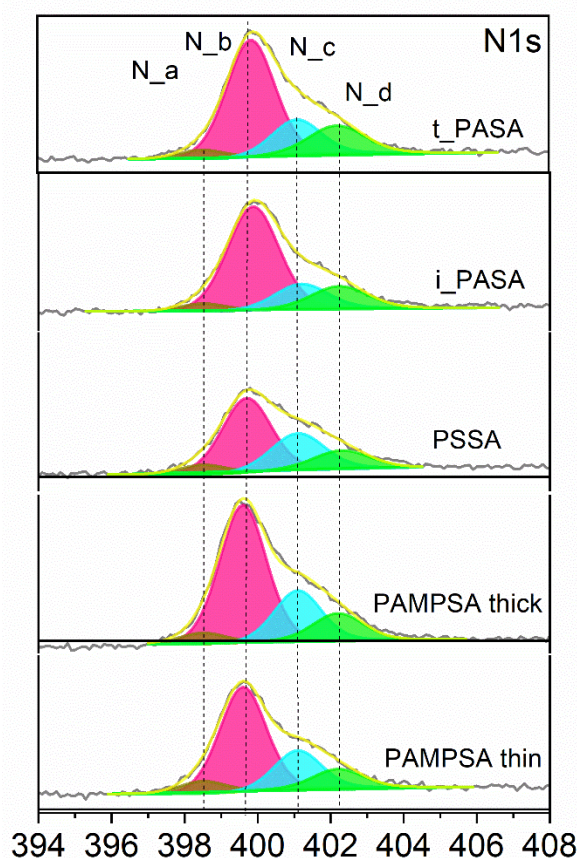 N1s
N_a
N_b
N_c
N_d
t_PASA
i_PASA
PSSA
PAMPSA thick
PAMPSA thin
394 396 398 400 402 404 406 408